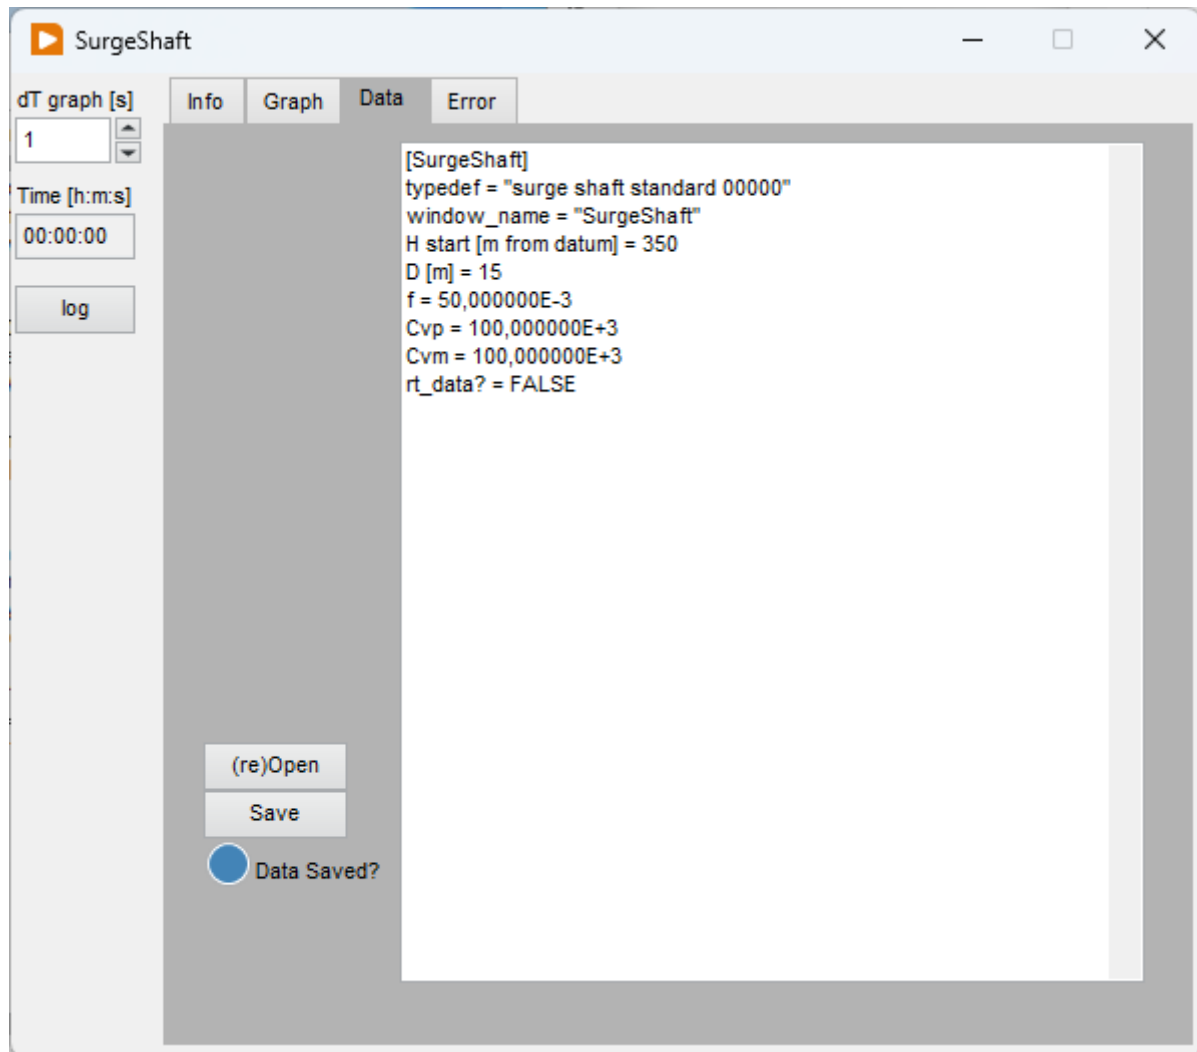 SurgeShaft
dT graph [s]
1
Time [h:m:s]
00:00:00
log
Info Graph Data Error
[SurgeShaft]
typedef = "surge shaft standard 00000"
window_name = "SurgeShaft"
H start [m from datum] = 350
D [m] = 15
f = 50,000000E-3
Cvp = 100,000000E+3
Cvm = 100,000000E+3
rt_data? = FALSE
(re)Open
Save
Data Saved?